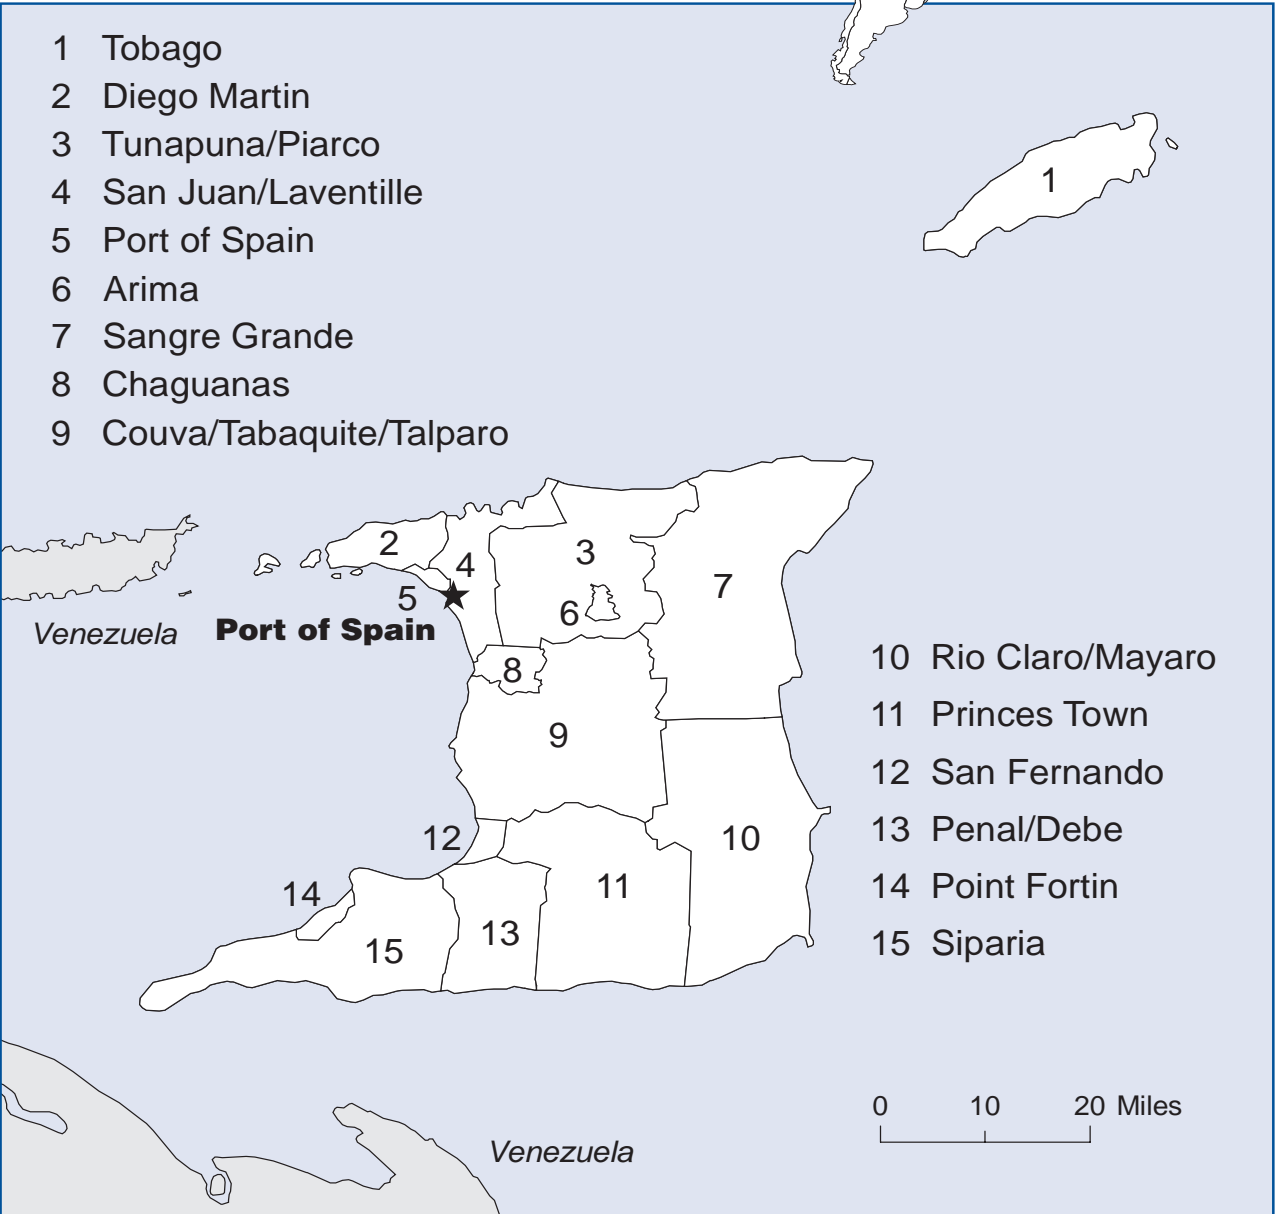 1 Tobago
2 Diego Martin
3 Tunapuna/Piarco
4 San Juan/Laventille
5 Port of Spain
6 Arima
7 Sangre Grande
8 Chaguanas
9 Couva/Tabaquite/Talparo
1
2
3
4
5
6
7
Venezuela
Port of Spain
8
9
10 Rio Claro/Mayaro
11 Princes Town
12 San Fernando
13 Penal/Debe
14 Point Fortin
15 Siparia
12
10
14
11
13
15
0 10 20 Miles
Venezuela